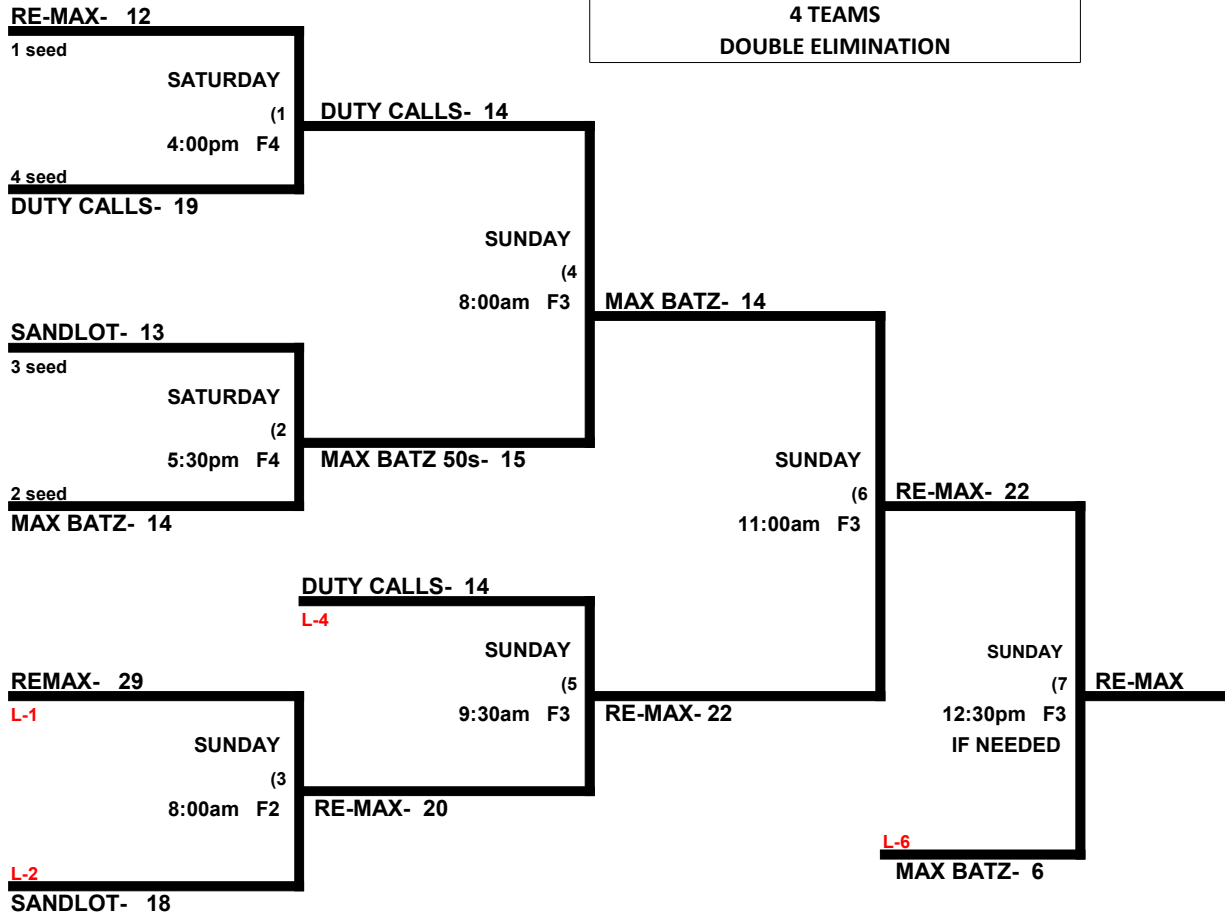 RE-MAX-  12
4 TEAMS
DOUBLE ELIMINATION
1 seed
SATURDAY
(1
4:00pm  F4
DUTY CALLS-  14
4 seed
DUTY CALLS-  19
SUNDAY
(4
8:00am  F3
MAX BATZ-  14
SANDLOT-  13
3 seed
SATURDAY
(2
5:30pm  F4
MAX BATZ 50s-  15
2 seed
MAX BATZ-  14
SUNDAY
(6
11:00am  F3
RE-MAX-  22
DUTY CALLS-  14
L-4
SUNDAY
(5
9:30am  F3
RE-MAX- 22
REMAX-  29
L-1
SUNDAY
(3
8:00am  F2
RE-MAX-  20
SUNDAY
(7
12:30pm  F3
IF NEEDED
RE-MAX
L-6
MAX BATZ-  6
L-2
SANDLOT-  18